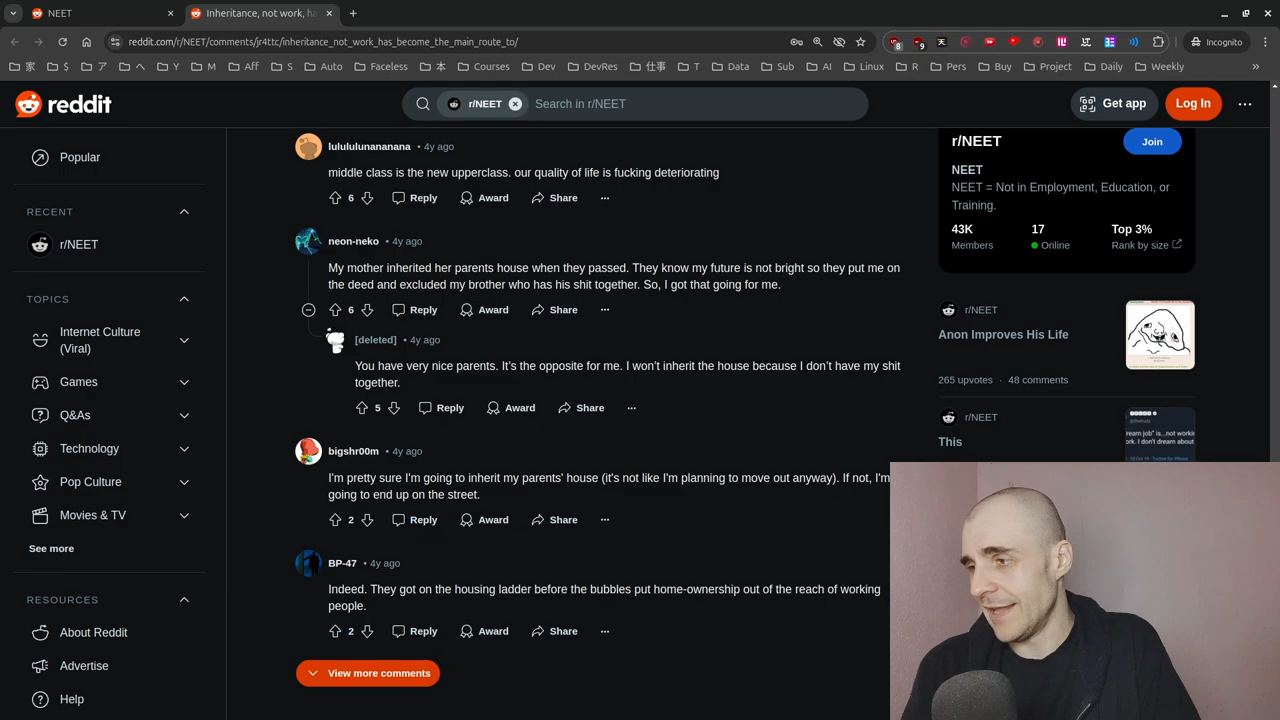 NEET
Inheritance, not work, ha
reddit.com/r/NEET/comments/jr4ttc/inheritance_not_work_has_become_the_main_route_to/
8
9
Incognito
家
$
ア
へ
Y
M
Aff
S
Auto
Faceless
本
Courses
Dev
DevRes
仕事
T
Data
Sub
AI
Linux
R
Pers
Buy
Project
Daily
Weekly
reddit
r/NEET
Search in r/NEET
Get app
Log In
Popular
RECENT
r/NEET
TOPICS
Internet Culture
(Viral)
Games
Q&As
Technology
Pop Culture
Movies & TV
See more
RESOURCES
About Reddit
Advertise
Help
lulululunananana • 4y ago
middle class is the new upperclass. our quality of life is fucking deteriorating
6 Reply Award Share
neon-neko • 4y ago
My mother inherited her parents house when they passed. They know my future is not bright so they put me on
the deed and excluded my brother who has his shit together. So, I got that going for me.
6 Reply Award Share
[deleted] • 4y ago
You have very nice parents. It’s the opposite for me. I won’t inherit the house because I don’t have my shit
together.
5 Reply Award Share
bigshr00m • 4y ago
I'm pretty sure I'm going to inherit my parents' house (it's not like I'm planning to move out anyway). If not, I'm
going to end up on the street.
2 Reply Award Share
BP-47 • 4y ago
Indeed. They got on the housing ladder before the bubbles put home-ownership out of the reach of working
people.
2 Reply Award Share
View more comments
r/NEET
Join
NEET
NEET = Not in Employment, Education, or
Training.
43K 17 Top 3%
Members Online Rank by size
r/NEET
Anon Improves His Life
265 upvotes • 48 comments
r/NEET
This